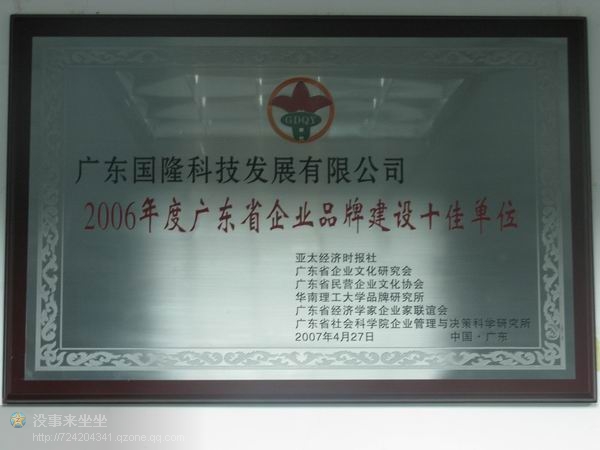 GDQY
广东国隆科技发展有限公司
2006年度广东省企业品牌建设十佳单位
亚太经济时报社
广东省企业文化研究会
广东省民营企业文化协会
华南理工大学品牌研究所
广东省经济学家企业家联谊会
广东省社会科学院企业管理与决策科学研究所
2007年4月27日 中国·广东
没事来坐坐
http://724204341.qzone.qq.com